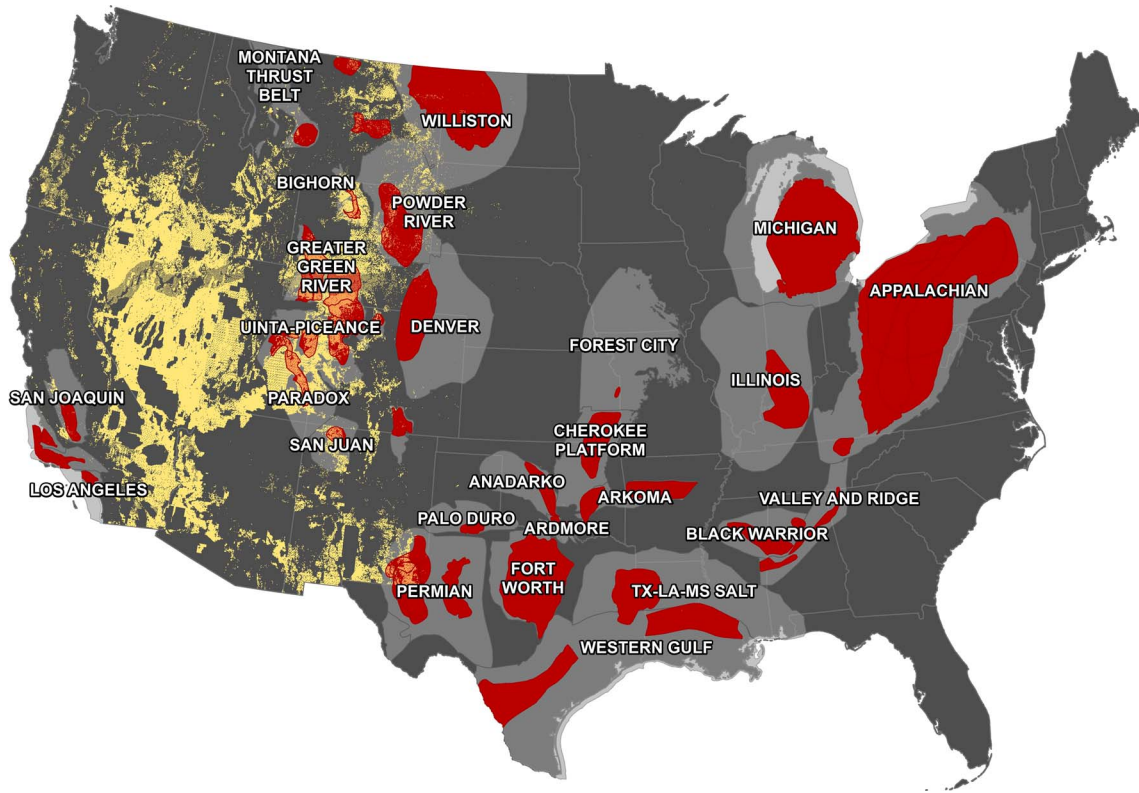 MONTANA
THRUST
BELT
WILLISTON
BIGHORN
POWDER
RIVER
GREATER
GREEN
RIVER
MICHIGAN
APPALACHIAN
UINTA-PICEANCE
DENVER
FOREST CITY
ILLINOIS
SAN JOAQUIN
PARADOX
SAN JUAN
CHEROKEE
PLATFORM
LOS ANGELES
ANADARKO
ARKOMA
VALLEY AND RIDGE
PALO DURO
ARDMORE
BLACK WARRIOR
PERMIAN
FORT
WORTH
TX-LA-MS SALT
WESTERN GULF